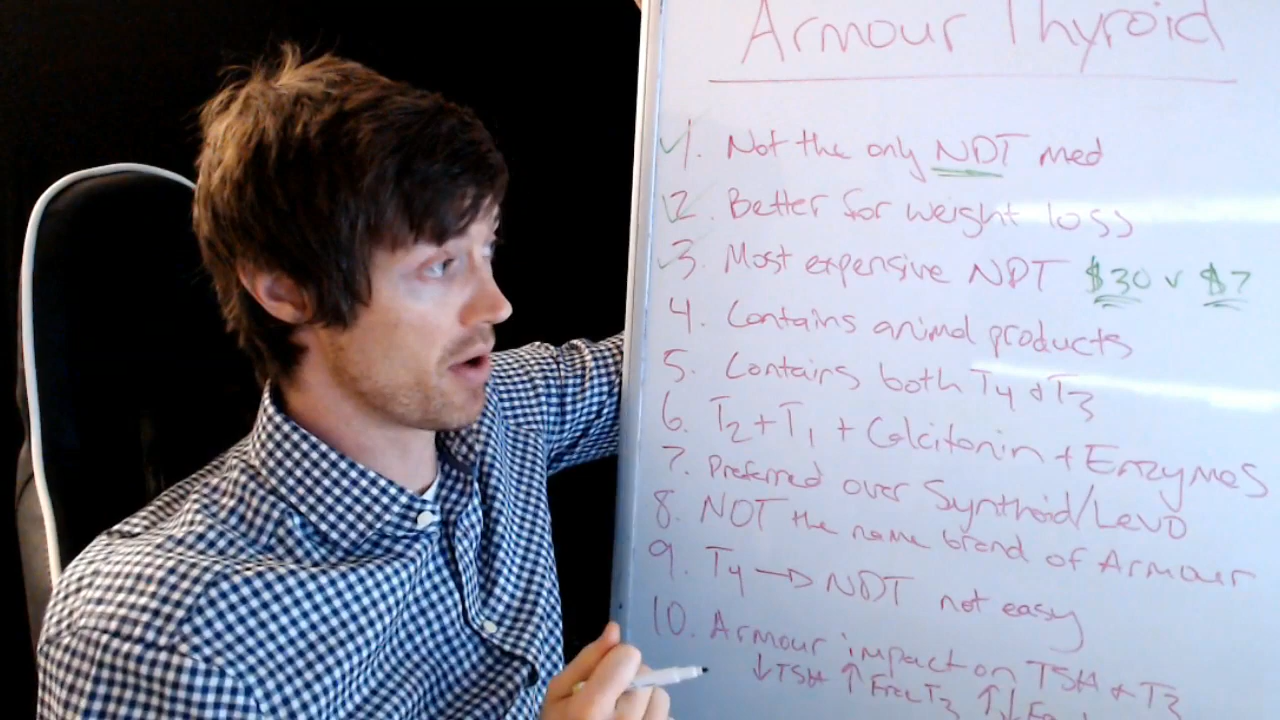 Armour Thyroid
✓1. Not the only NDT med
✓2. Better for weight loss
✓3. Most expensive NDT $30 v $7
4. Contains animal products
5. Contains both T4 & T3
6. T2 + T1 + Calcitonin + Enzymes
7. Preferred over Synthroid/Levo
8. NOT the name brand of Armour
9. T4 → NDT not easy
10. Armour impact on TSH & T3
↓TSH ↑Free T3 ↑↓